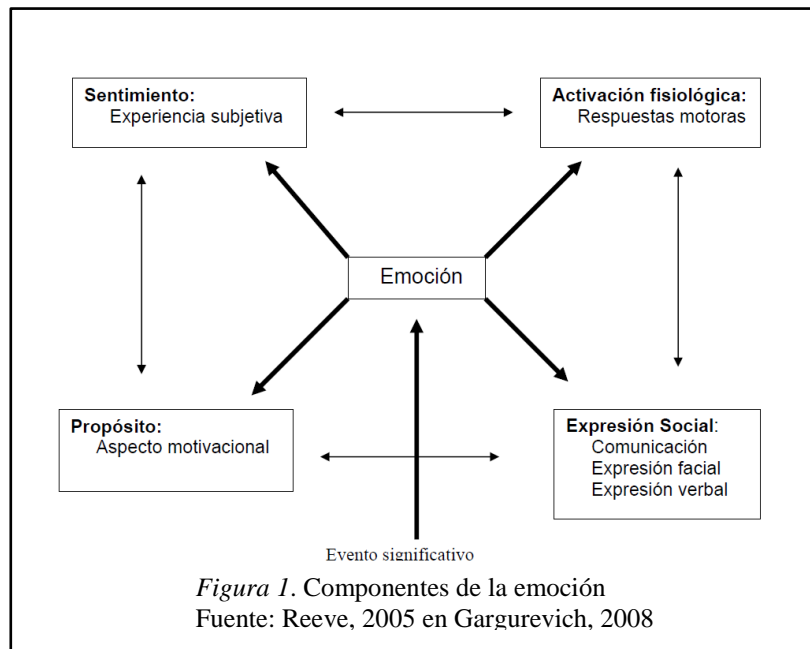 Sentimiento:
Experiencia subjetiva
Activación fisiológica:
Respuestas motoras
Emoción
Propósito:
Aspecto motivacional
Expresión Social:
Comunicación
Expresión facial
Expresión verbal
Evento significativo
Figura 1. Componentes de la emoción
Fuente: Reeve, 2005 en Gargurevich, 2008